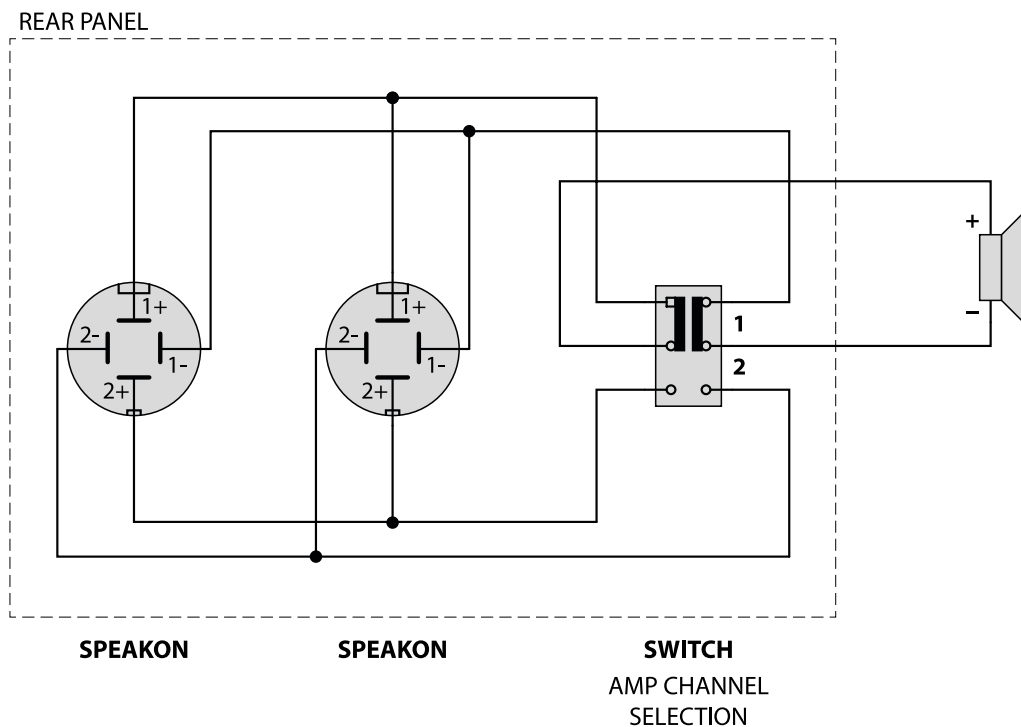 REAR PANEL
+
1+
1+
2-
1-
2-
1-
2+
2+
1
2
−
SPEAKON
SPEAKON
SWITCH
AMP CHANNEL
SELECTION